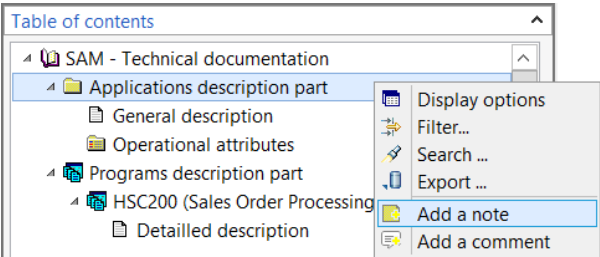 Table of contents
SAM - Technical documentation
Applications description part
General description
Operational attributes
Programs description part
HSC200 (Sales Order Processing
Detailled description
Display options
Filter...
Search ...
Export ...
Add a note
Add a comment